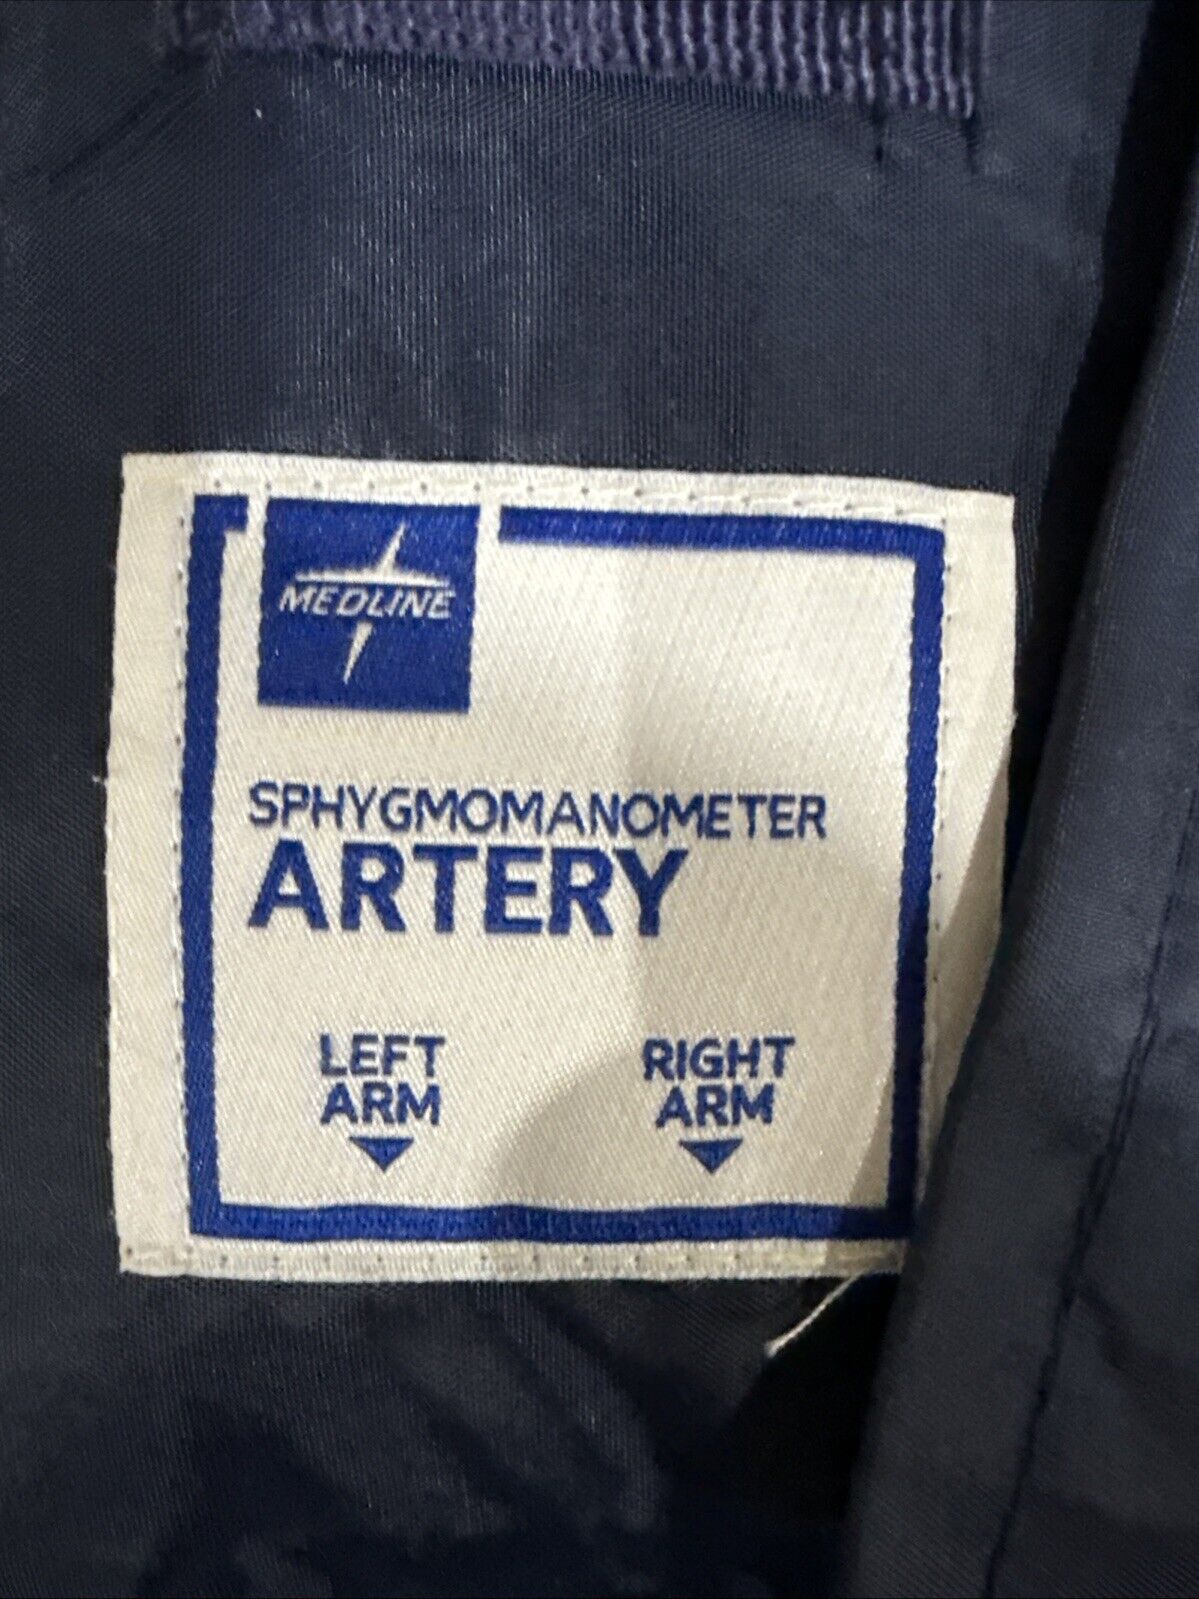 MEDLINE
SPHYGMOMANOMETER
ARTERY
LEFT
ARM
RIGHT
ARM